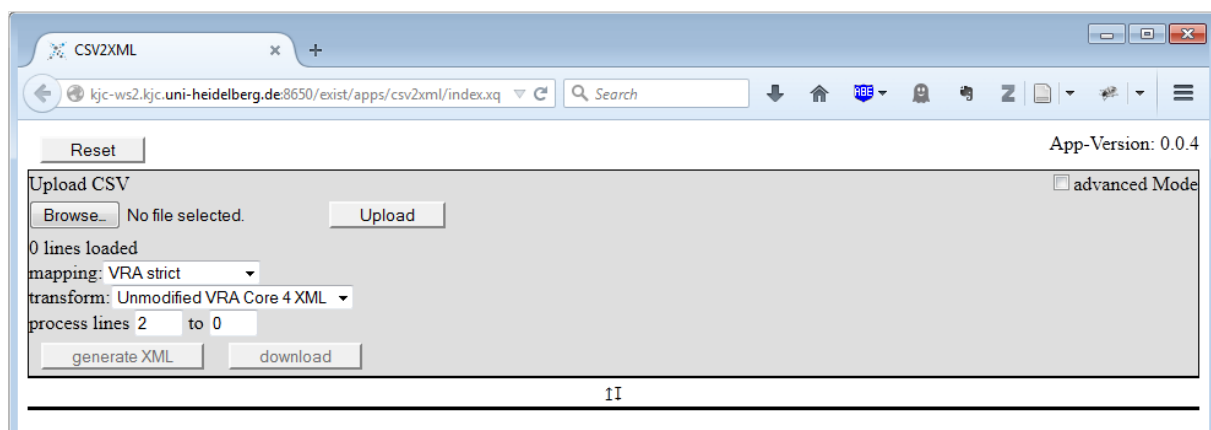 CSV2XML
kjc-ws2.kjc.uni-heidelberg.de:8650/exist/apps/csv2xml/index.xq Search ABE Z
Reset App-Version: 0.0.4
Upload CSV advanced Mode
Browse… No file selected. Upload
0 lines loaded
mapping: VRA strict
transform: Unmodified VRA Core 4 XML
process lines 2 to 0
generate XML download